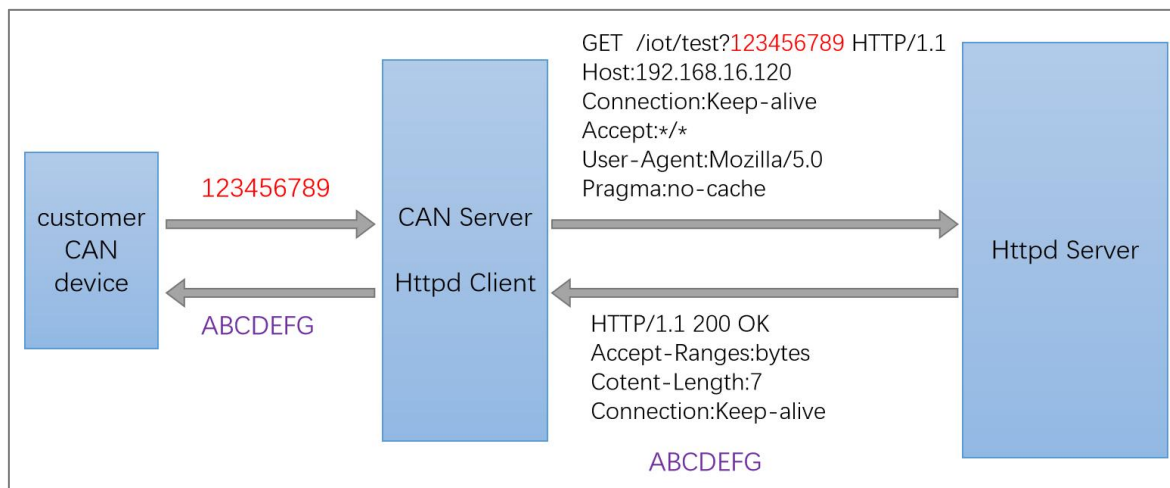 customer
CAN
device
123456789
ABCDEFG
CAN Server
Httpd Client
GET /iot/test?123456789 HTTP/1.1
Host:192.168.16.120
Connection:Keep-alive
Accept:*/*
User-Agent:Mozilla/5.0
Pragma:no-cache
HTTP/1.1 200 OK
Accept-Ranges:bytes
Cotent-Length:7
Connection:Keep-alive
ABCDEFG
Httpd Server